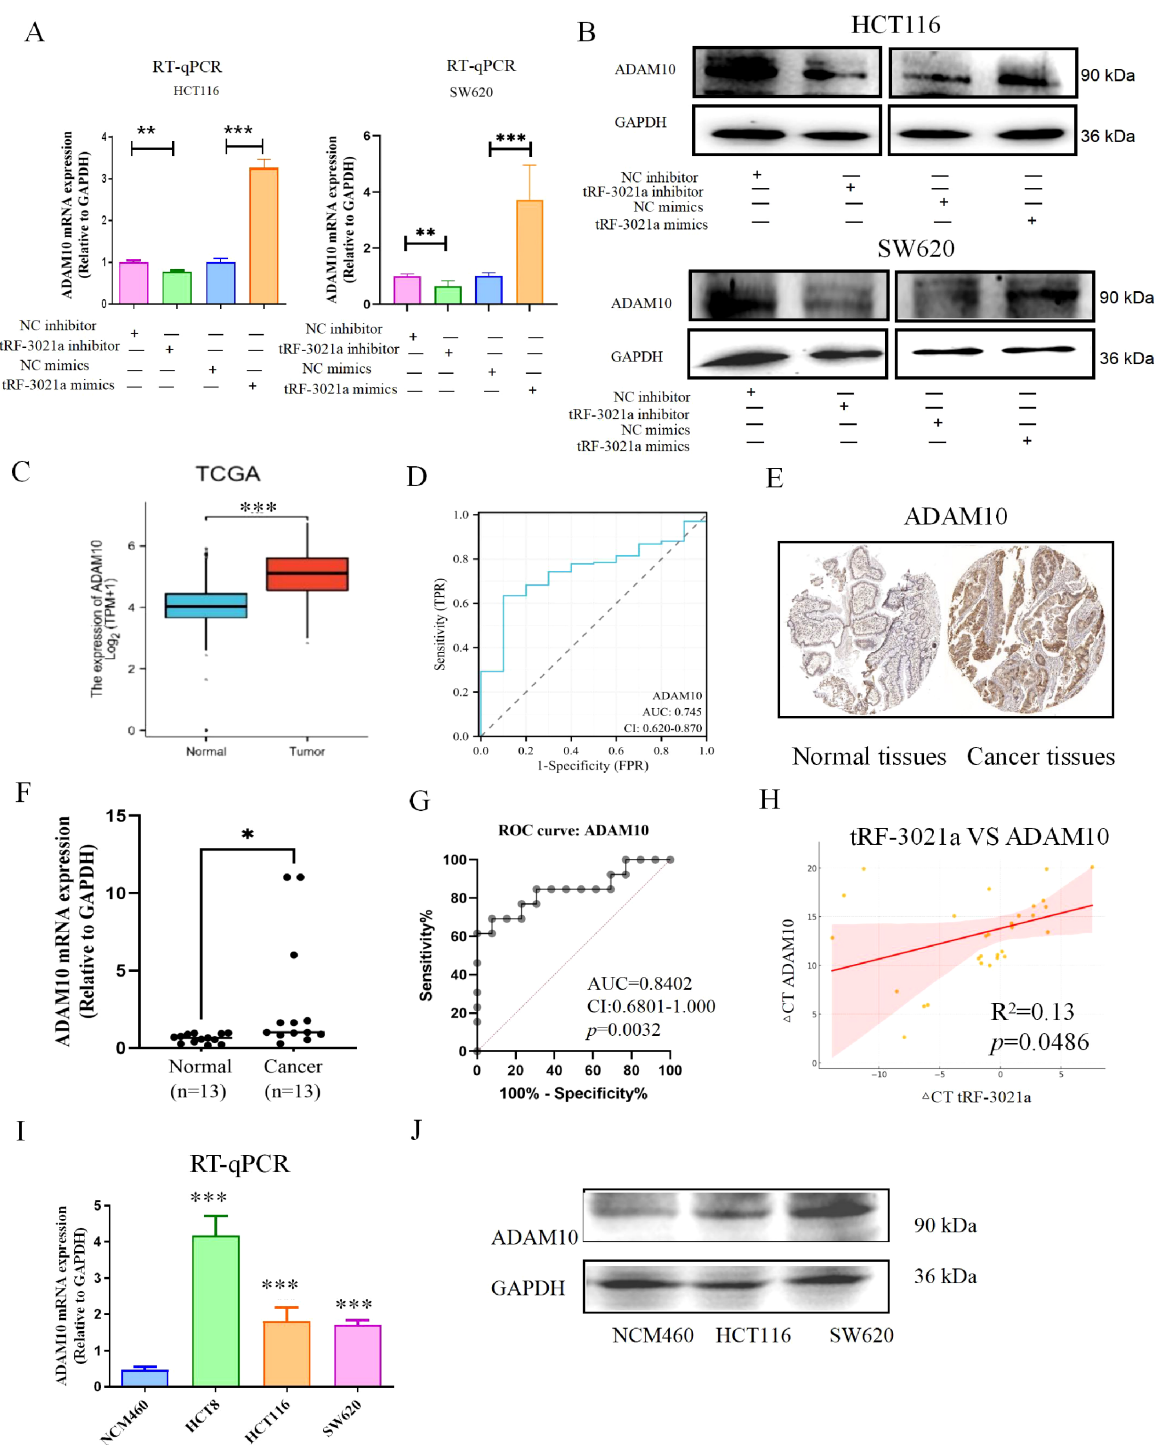 A
RT-qPCR
HCT116
ADAM10 mRNA expression
(Relative to GAPDH)
4
3
2
1
0
**
***
NC inhibitor + — — —
tRF-3021a inhibitor — + — —
NC mimics — — + —
tRF-3021a mimics — — — +
RT-qPCR
SW620
ADAM10 mRNA expression
(Relative to GAPDH)
6
4
2
0
**
***
NC inhibitor + — — —
tRF-3021a inhibitor — + — —
NC mimics — — + —
tRF-3021a mimics — — — +
B
HCT116
ADAM10
90 kDa
GAPDH
36 kDa
NC inhibitor + — — —
tRF-3021a inhibitor — + — —
NC mimics — — + —
tRF-3021a mimics — — — +
SW620
ADAM10
90 kDa
GAPDH
36 kDa
NC inhibitor + — — —
tRF-3021a inhibitor — + — —
NC mimics — — + —
tRF-3021a mimics — — — +
C
TCGA
***
The expression of ADAM10
Log2 (TPM+1)
6
4
2
0
Normal Tumor
D
Sensitivity (TPR)
1.0
0.8
0.6
0.4
0.2
0.0
ADAM10
AUC: 0.745
CI: 0.620-0.870
0.0 0.2 0.4 0.6 0.8 1.0
1-Specificity (FPR)
E
ADAM10
Normal tissues Cancer tissues
F
ADAM10 mRNA expression
(Relative to GAPDH)
15
10
5
0
*
Normal Cancer
(n=13) (n=13)
G
ROC curve: ADAM10
Sensitivity%
100
80
60
40
20
0
AUC=0.8402
CI:0.6801-1.000
p=0.0032
0 20 40 60 80 100
100% - Specificity%
H
tRF-3021a VS ADAM10
△CT ADAM10
20
15
10
5
0
R²=0.13
p=0.0486
−10 −5 0 5
△CT tRF-3021a
I
RT-qPCR
ADAM10 mRNA expression
(Relative to GAPDH)
5
4
3
2
1
0
***
***
***
NCM460 HCT8 HCT116 SW620
J
ADAM10
90 kDa
GAPDH
36 kDa
NCM460 HCT116 SW620